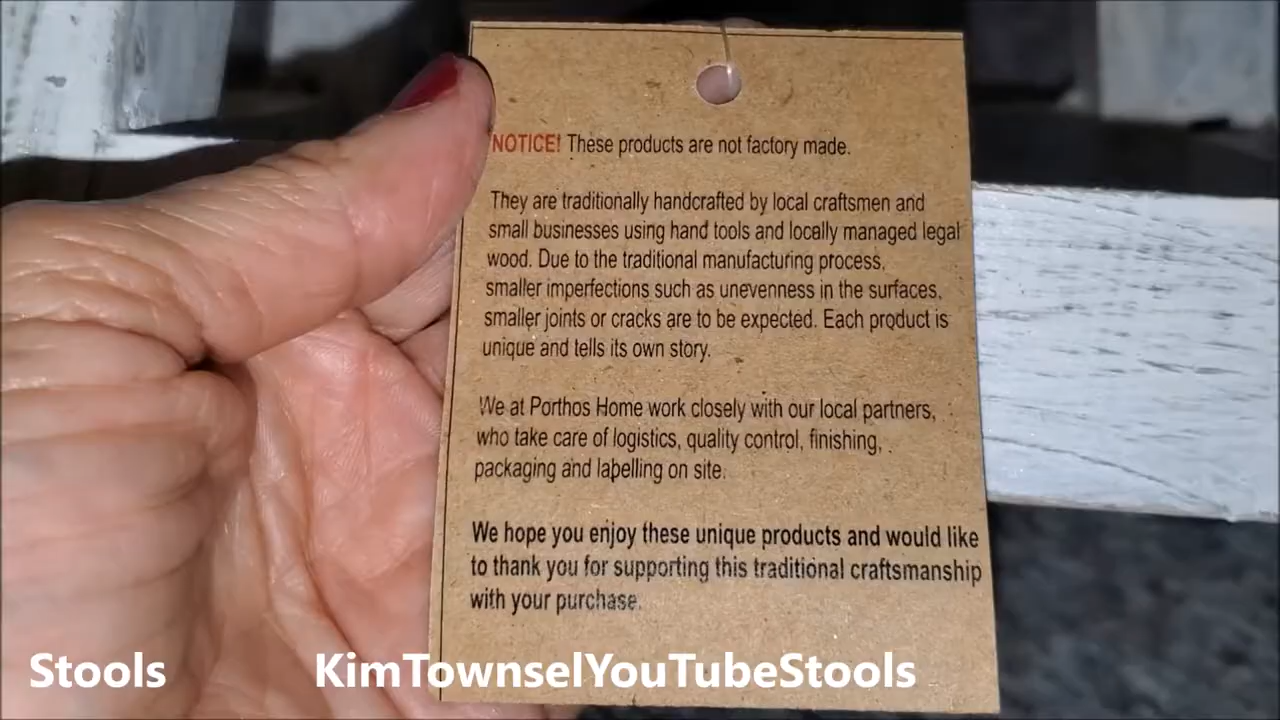 NOTICE! These products are not factory made.
They are traditionally handcrafted by local craftsmen and
small businesses using hand tools and locally managed legal
wood. Due to the traditional manufacturing process,
smaller imperfections such as unevenness in the surfaces,
smaller joints or cracks are to be expected. Each product is
unique and tells its own story.
We at Porthos Home work closely with our local partners,
who take care of logistics, quality control, finishing,
packaging and labelling on site.
We hope you enjoy these unique products and would like
to thank you for supporting this traditional craftsmanship
with your purchase.
Stools KimTownselYouTubeStools